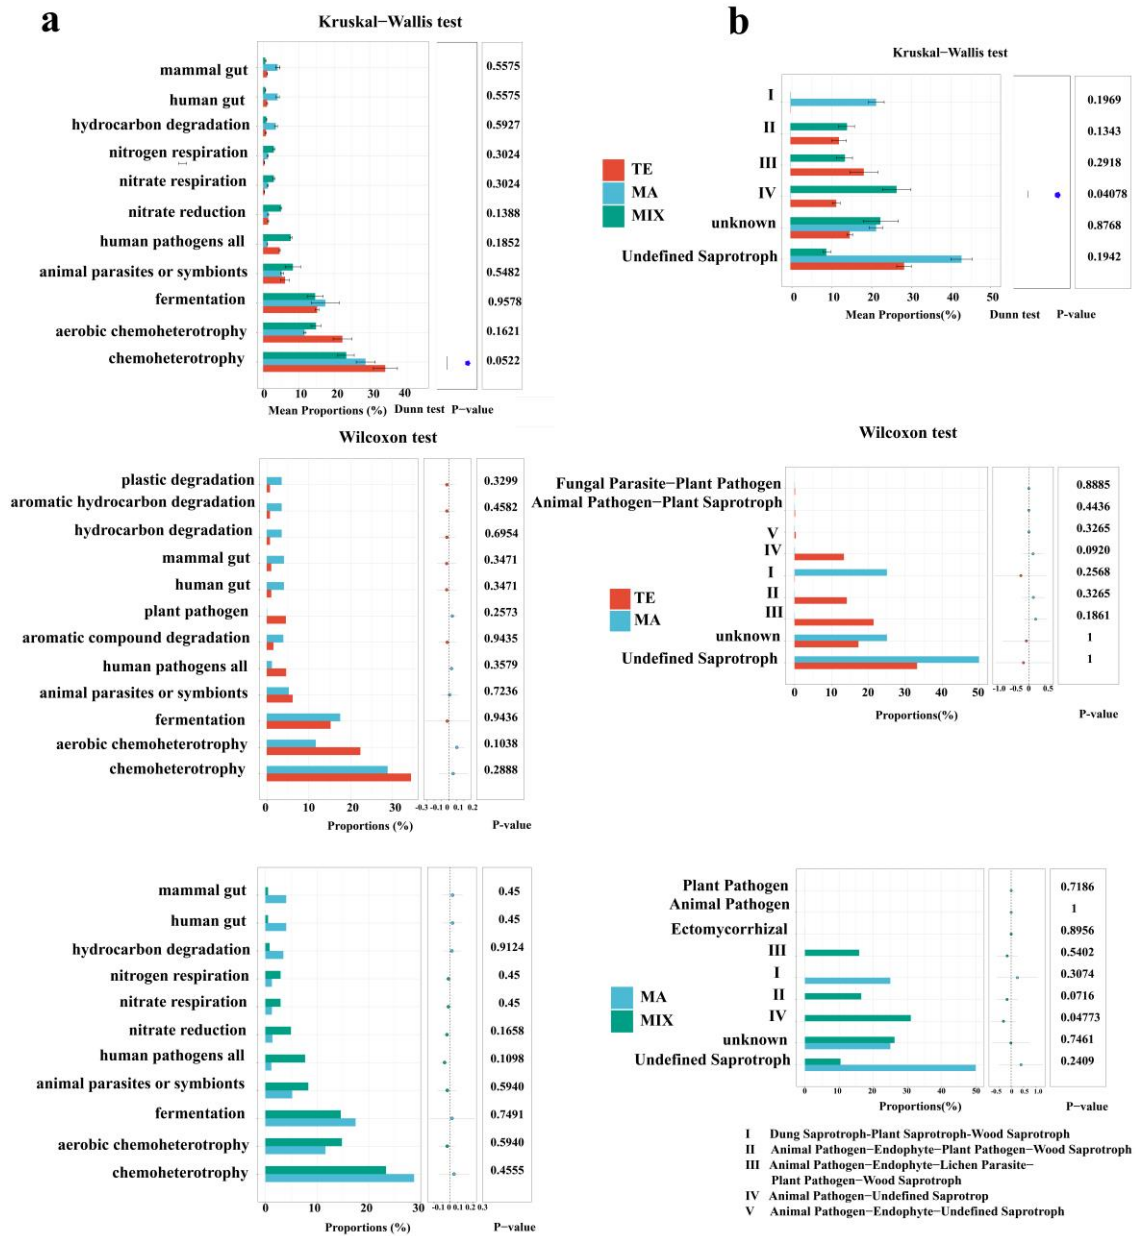 a
Kruskal−Wallis test
mammal gut 0.5575
human gut 0.5575
hydrocarbon degradation 0.5927
nitrogen respiration 0.3024
nitrate respiration 0.3024
nitrate reduction 0.1388
human pathogens all 0.1852
animal parasites or symbionts 0.5482
fermentation 0.9578
aerobic chemoheterotrophy 0.1621
chemoheterotrophy 0.0522
0 10 20 30 40
Mean Proportions (%) Dunn test P−value
TE
MA
MIX
b
Kruskal−Wallis test
I 0.1969
II 0.1343
III 0.2918
IV 0.04078
unknown 0.8768
Undefined Saprotroph 0.1942
0 10 20 30 40 50
Mean Proportions(%) Dunn test P−value
Wilcoxon test
plastic degradation 0.3299
aromatic hydrocarbon degradation 0.4582
hydrocarbon degradation 0.6954
mammal gut 0.3471
human gut 0.3471
plant pathogen 0.2573
aromatic compound degradation 0.9435
human pathogens all 0.3579
animal parasites or symbionts 0.7236
fermentation 0.9436
aerobic chemoheterotrophy 0.1038
chemoheterotrophy 0.2888
0 10 20 30 -0.3 -0.1 0 0.1 0.2
Proportions (%) P-value
TE
MA
Wilcoxon test
Fungal Parasite−Plant Pathogen 0.8885
Animal Pathogen−Plant Saprotroph 0.4436
V 0.3265
IV 0.0920
I 0.2568
II 0.3265
III 0.1861
unknown 1
Undefined Saprotroph 1
0 10 20 30 40 50 -1.0 -0.5 0 0.5
Proportions(%) P-value
mammal gut 0.45
human gut 0.45
hydrocarbon degradation 0.9124
nitrogen respiration 0.45
nitrate respiration 0.45
nitrate reduction 0.1658
human pathogens all 0.1098
animal parasites or symbionts 0.5940
fermentation 0.7491
aerobic chemoheterotrophy 0.5940
chemoheterotrophy 0.4555
0 10 20 30 -0.1 0 0.1 0.2 0.3
Proportions (%) P−value
MA
MIX
Plant Pathogen 0.7186
Animal Pathogen 1
Ectomycorrhizal 0.8956
III 0.5402
I 0.3074
II 0.0716
IV 0.04773
unknown 0.7461
Undefined Saprotroph 0.2409
0 10 20 30 40 50 -0.5 0 0.5 1.0
Proportions(%) P−value
I Dung Saprotroph-Plant Saprotroph-Wood Saprotroph
II Animal Pathogen−Endophyte−Plant Pathogen−Wood Saprotroph
III Animal Pathogen−Endophyte−Lichen Parasite−
Plant Pathogen−Wood Saprotroph
IV Animal Pathogen−Undefined Saprotrop
V Animal Pathogen−Endophyte−Undefined Saprotroph